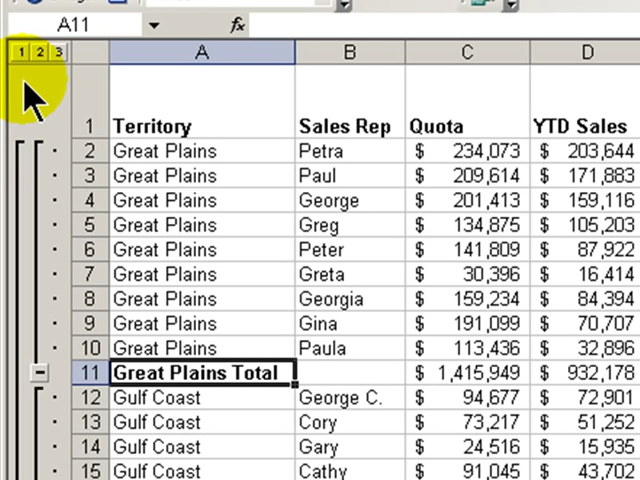 A11 fx
1 2 3 A B C D
1 Territory Sales Rep Quota YTD Sales
2 Great Plains Petra $ 234,073 $ 203,644
3 Great Plains Paul $ 209,614 $ 171,883
4 Great Plains George $ 201,413 $ 159,116
5 Great Plains Greg $ 134,875 $ 105,203
6 Great Plains Peter $ 141,809 $ 87,922
7 Great Plains Greta $ 30,396 $ 16,414
8 Great Plains Georgia $ 159,234 $ 84,394
9 Great Plains Gina $ 191,099 $ 70,707
10 Great Plains Paula $ 113,436 $ 32,896
11 Great Plains Total $ 1,415,949 $ 932,178
12 Gulf Coast George C. $ 94,677 $ 72,901
13 Gulf Coast Cory $ 73,217 $ 51,252
14 Gulf Coast Gary $ 24,516 $ 15,935
15 Gulf Coast Cathy $ 91,045 $ 43,702